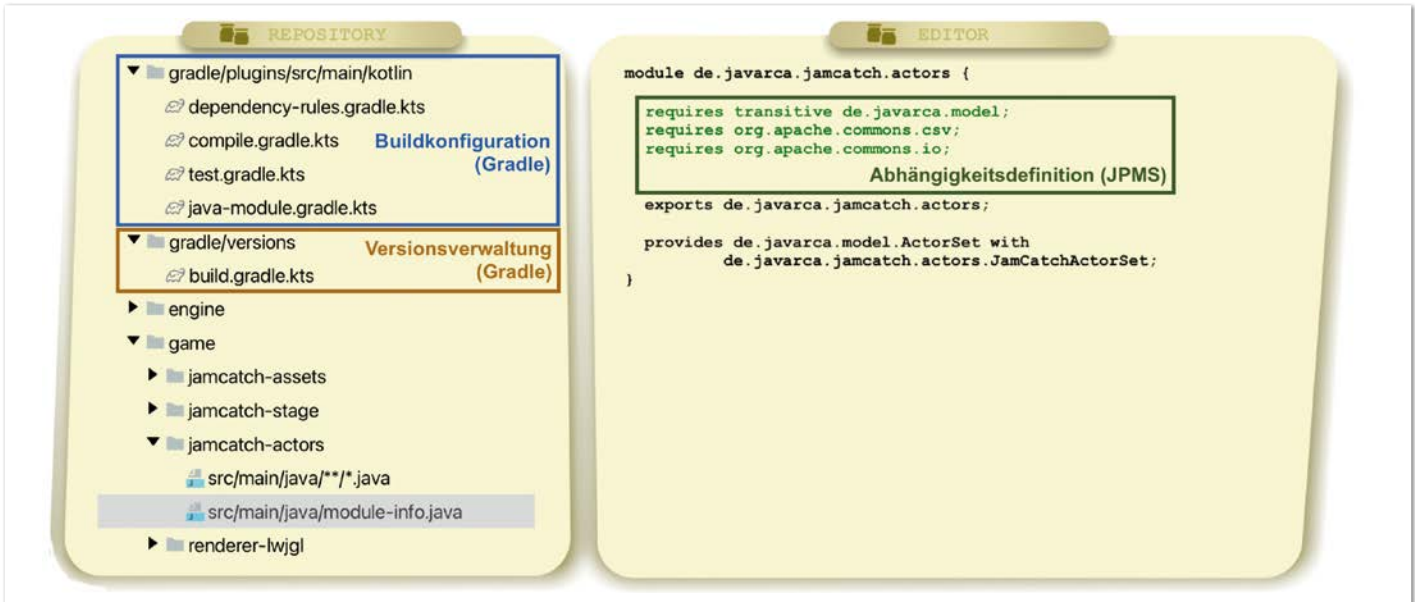 REPOSITORY
gradle/plugins/src/main/kotlin
dependency-rules.gradle.kts
compile.gradle.kts
Buildkonfiguration
(Gradle)
test.gradle.kts
java-module.gradle.kts
gradle/versions
Versionsverwaltung
(Gradle)
build.gradle.kts
engine
game
jamcatch-assets
jamcatch-stage
jamcatch-actors
src/main/java/**/*.java
src/main/java/module-info.java
renderer-lwjgl
EDITOR
module de.javarca.jamcatch.actors {
requires transitive de.javarca.model;
requires org.apache.commons.csv;
requires org.apache.commons.io;
Abhängigkeitsdefinition (JPMS)
exports de.javarca.jamcatch.actors;
provides de.javarca.model.ActorSet with
de.javarca.jamcatch.actors.JamCatchActorSet;
}